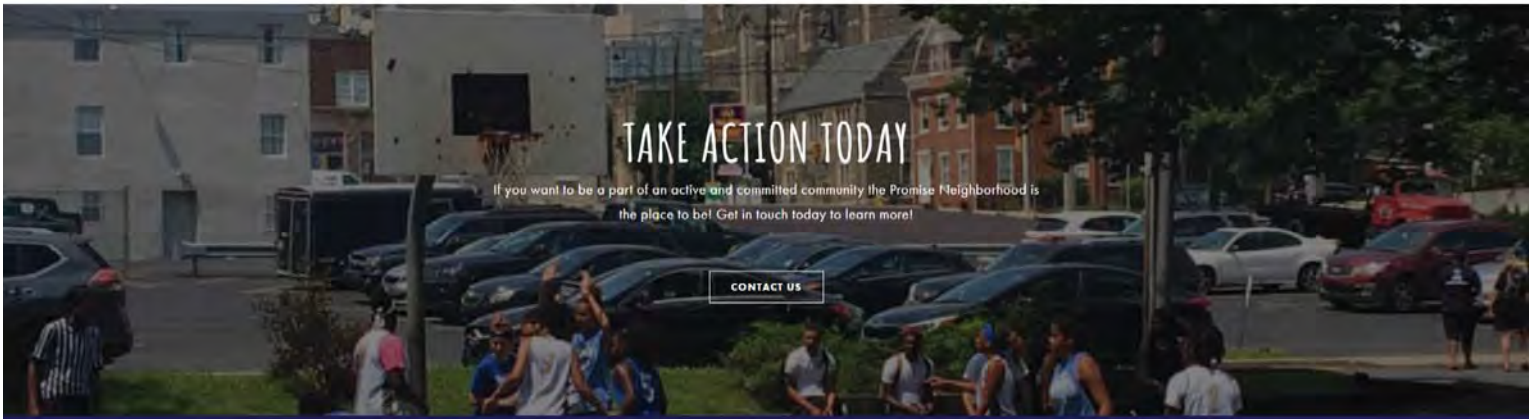 TAKE ACTION TODAY
If you want to be a part of an active and committed community the Promise Neighborhood is
the place to be! Get in touch today to learn more!
CONTACT US
5